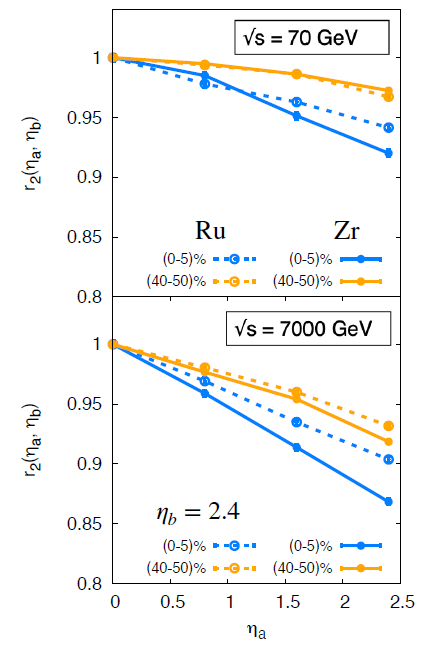 √s = 70 GeV
1
0.95
0.9
0.85
0.8
r2(ηa, ηb)
Ru Zr
(0-5)% (0-5)%
(40-50)% (40-50)%
√s = 7000 GeV
1
0.95
0.9
0.85
0.8
r2(ηa, ηb)
ηb = 2.4
(0-5)% (0-5)%
(40-50)% (40-50)%
0 0.5 1 1.5 2 2.5
ηa